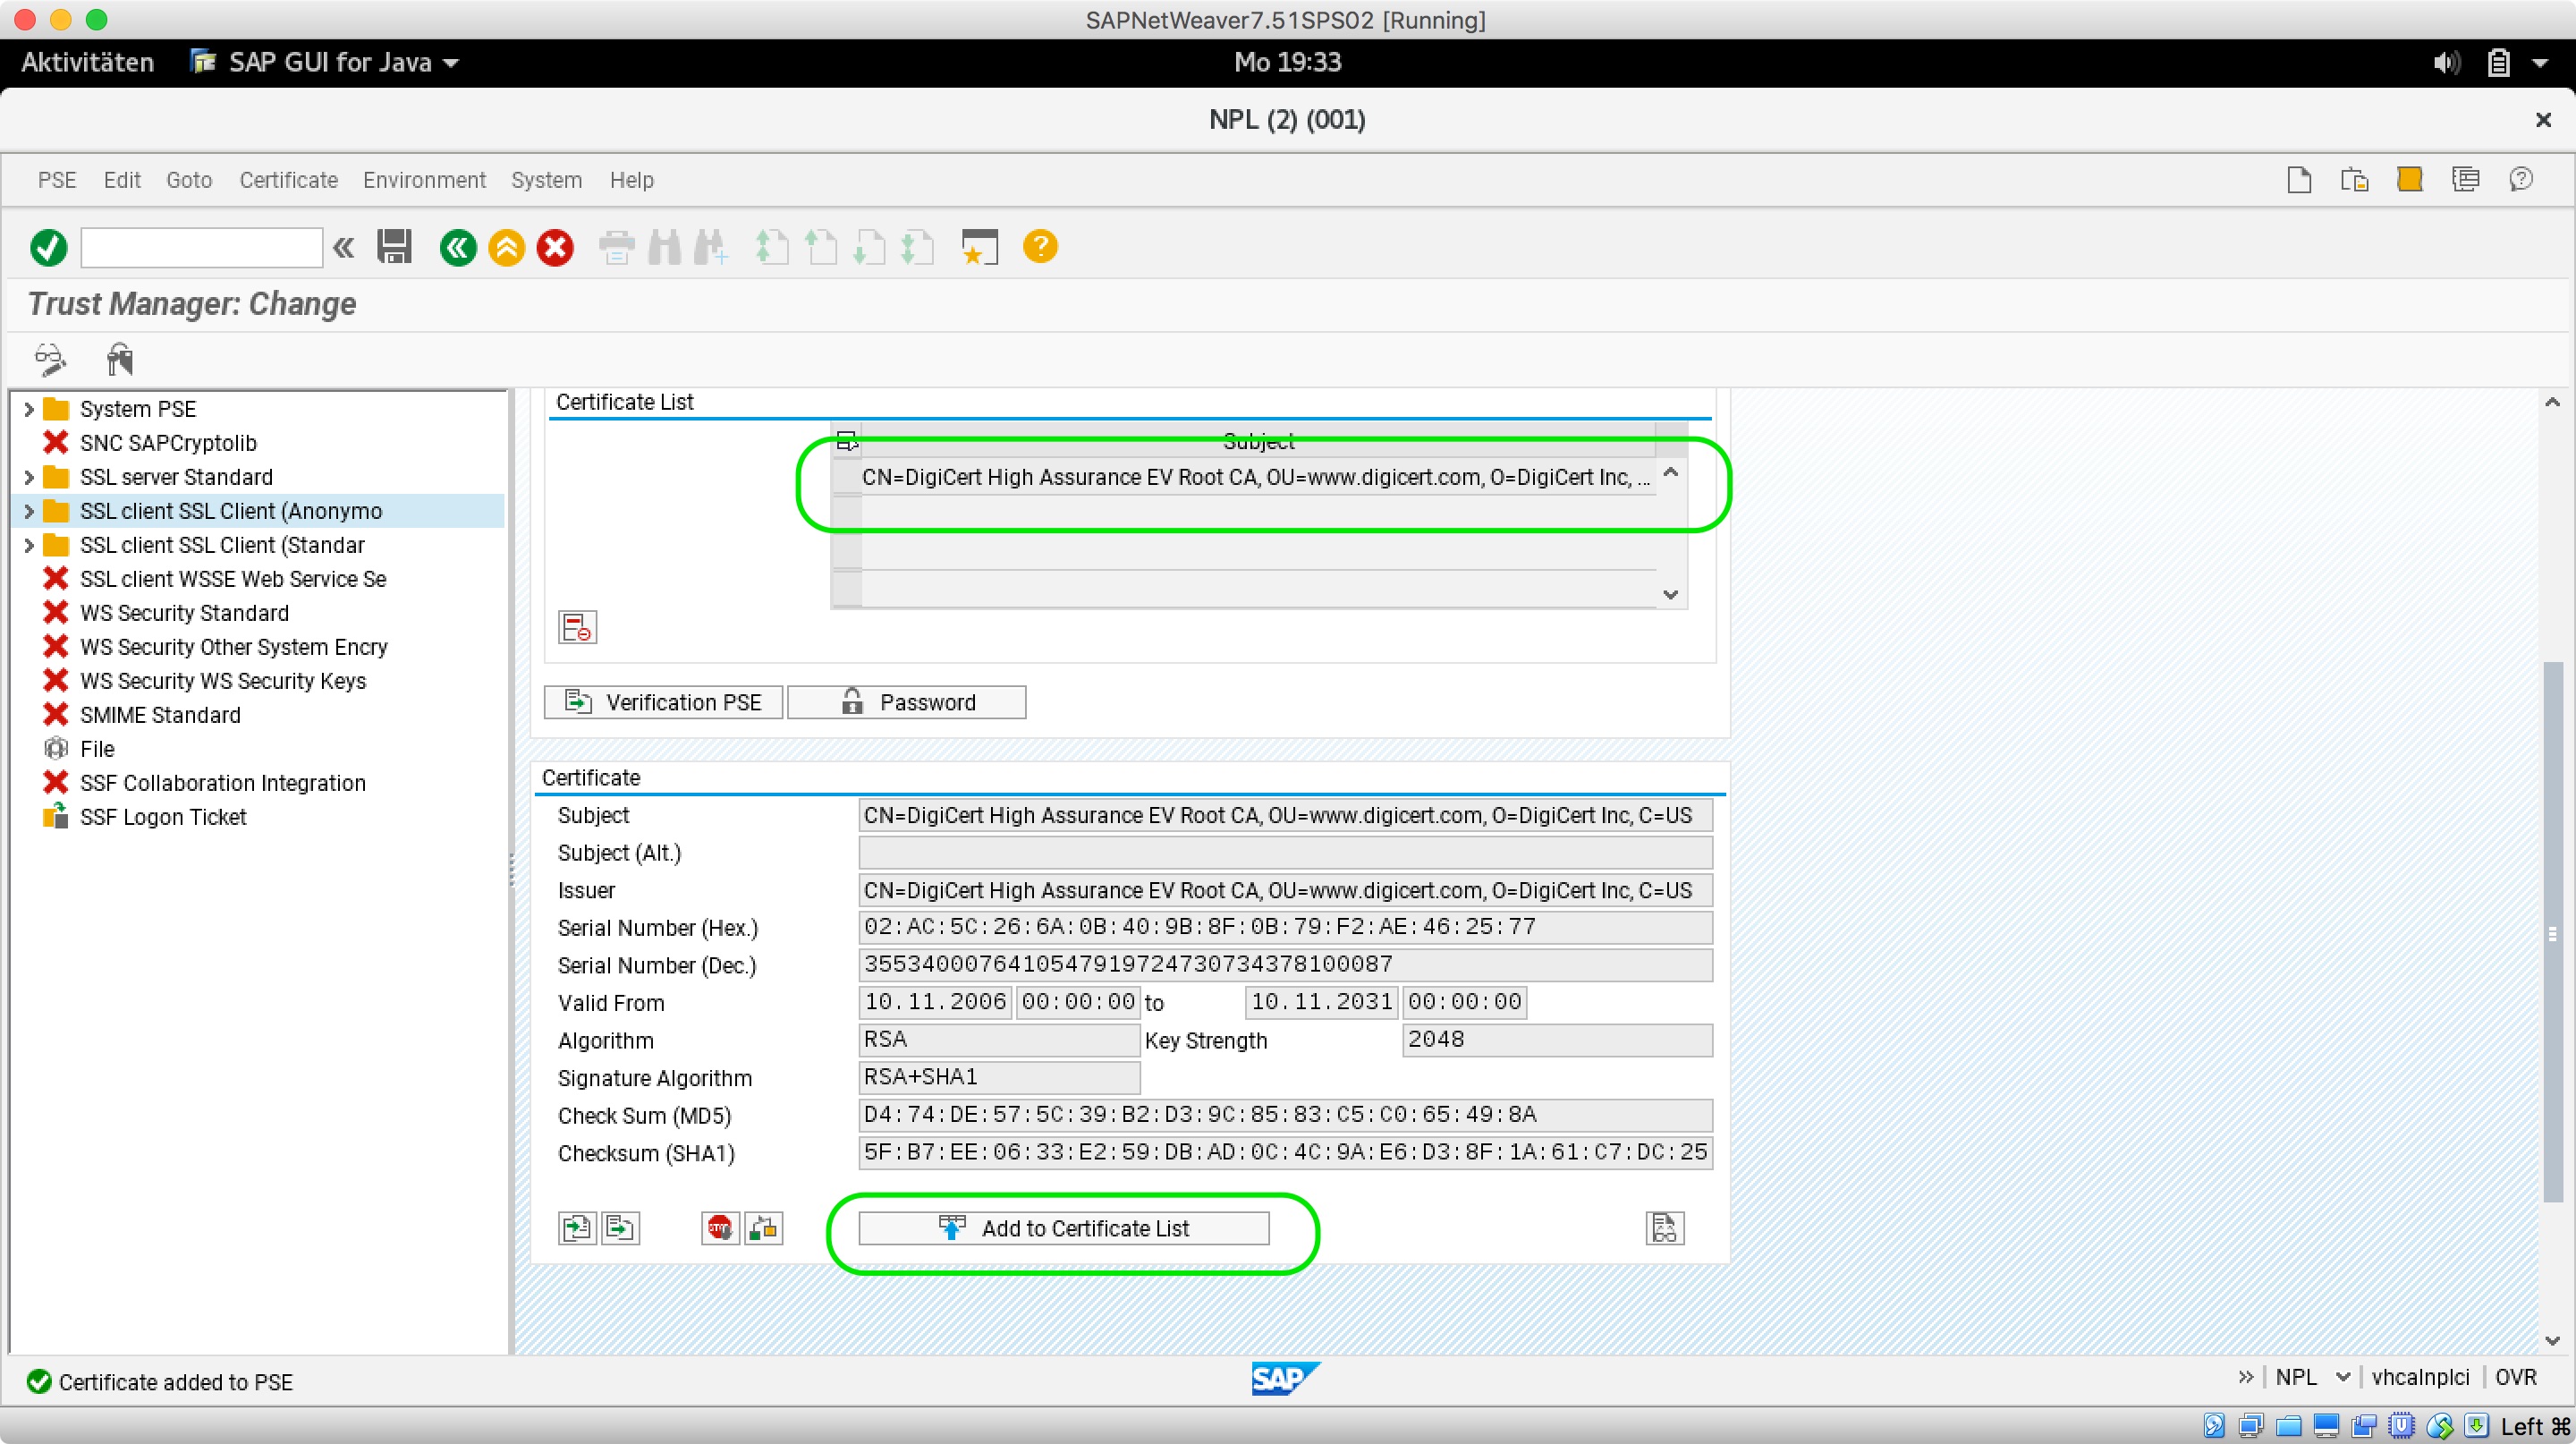 SAPNetWeaver7.51SPS02 [Running]
Aktivitäten SAP GUI for Java Mo 19:33
NPL (2) (001)
PSE Edit Goto Certificate Environment System Help
Trust Manager: Change
System PSE
SNC SAPCryptolib
SSL server Standard
SSL client SSL Client (Anonymo
SSL client SSL Client (Standar
SSL client WSSE Web Service Se
WS Security Standard
WS Security Other System Encry
WS Security WS Security Keys
SMIME Standard
File
SSF Collaboration Integration
SSF Logon Ticket
Certificate List
Subject
CN=DigiCert High Assurance EV Root CA, OU=www.digicert.com, O=DigiCert Inc, ...
Verification PSE Password
Certificate
Subject CN=DigiCert High Assurance EV Root CA, OU=www.digicert.com, O=DigiCert Inc, C=US
Subject (Alt.)
Issuer CN=DigiCert High Assurance EV Root CA, OU=www.digicert.com, O=DigiCert Inc, C=US
Serial Number (Hex.) 02:AC:5C:26:6A:0B:40:9B:8F:0B:79:F2:AE:46:25:77
Serial Number (Dec.) 3553400076410547919724730734378100087
Valid From 10.11.2006 00:00:00 to 10.11.2031 00:00:00
Algorithm RSA Key Strength 2048
Signature Algorithm RSA+SHA1
Check Sum (MD5) D4:74:DE:57:5C:39:B2:D3:9C:85:83:C5:C0:65:49:8A
Checksum (SHA1) 5F:B7:EE:06:33:E2:59:DB:AD:0C:4C:9A:E6:D3:8F:1A:61:C7:DC:25
STOP Add to Certificate List
Certificate added to PSE SAP NPL vhcalnplci OVR
Left ⌘